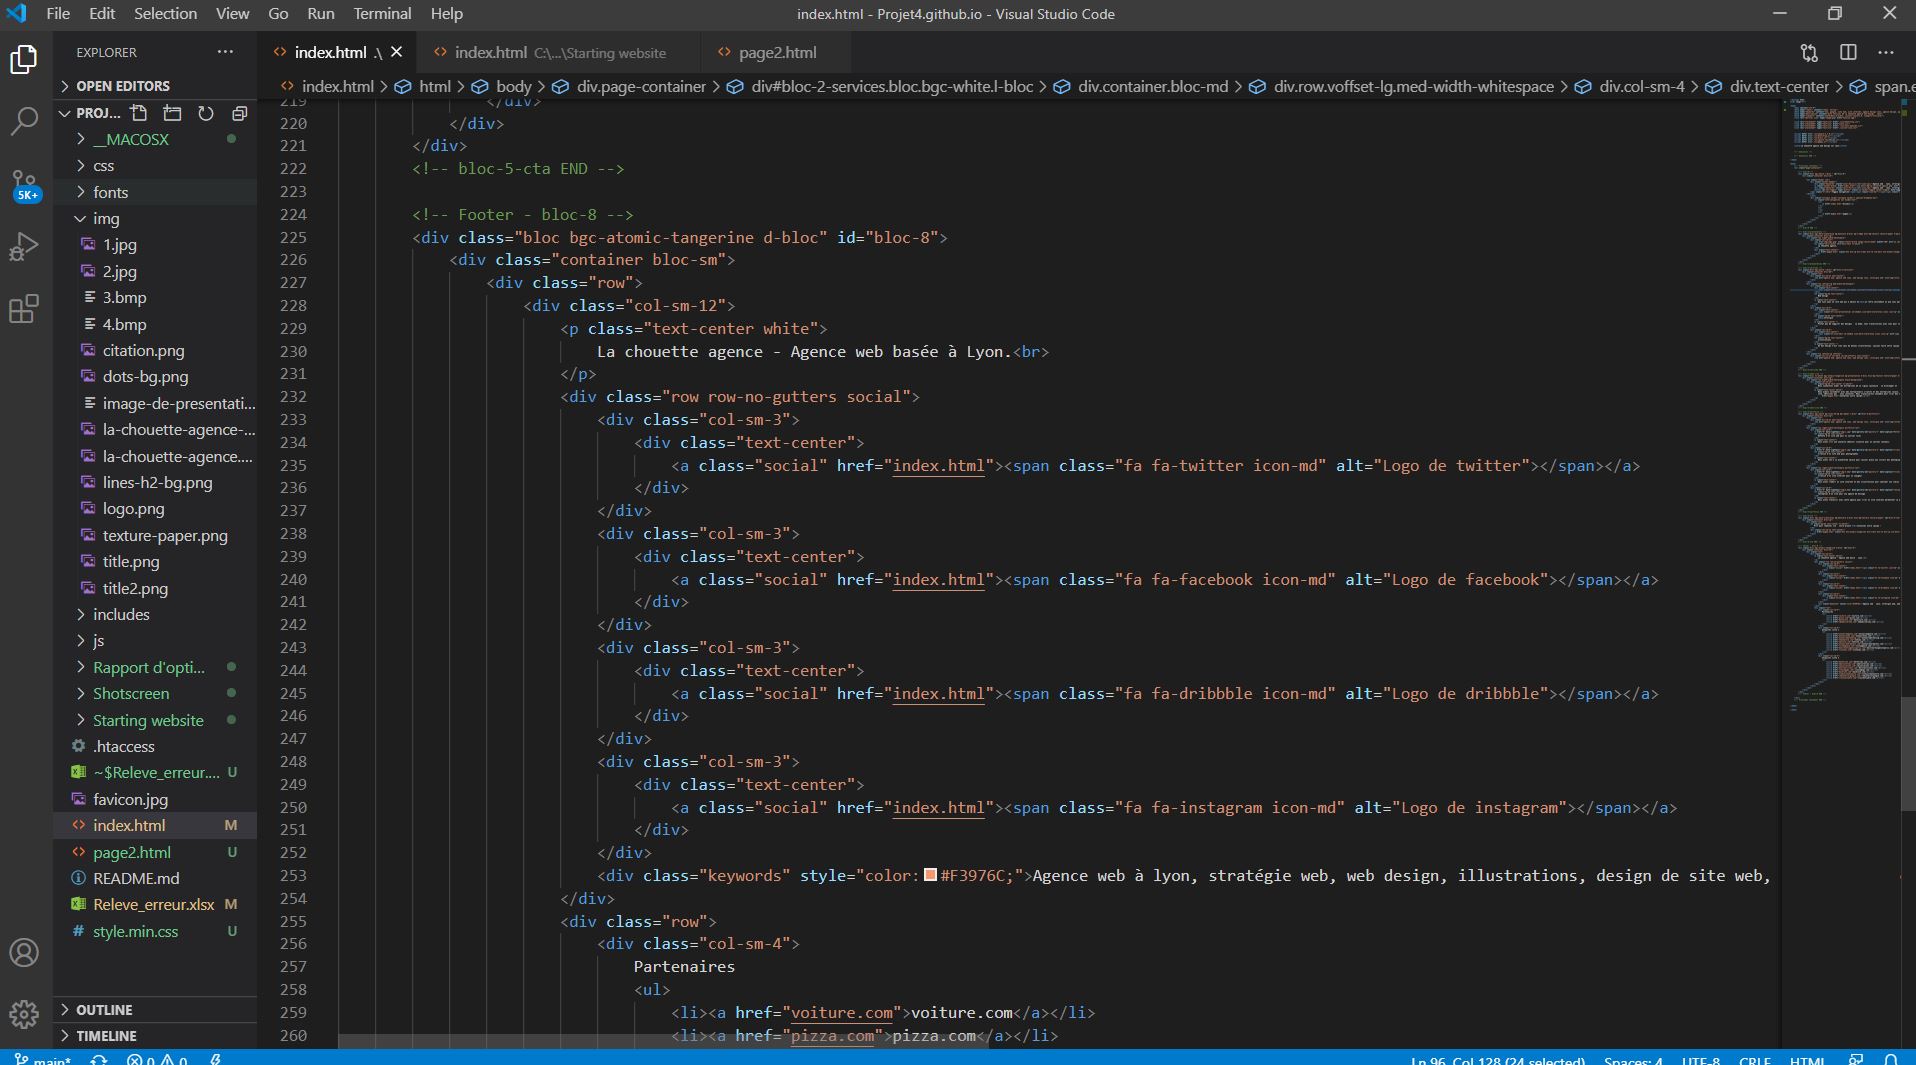 File Edit Selection View Go Run Terminal Help
index.html - Projet4.github.io - Visual Studio Code
EXPLORER
index.html .\ index.html C:\...\Starting website page2.html
OPEN EDITORS
index.html > html > body > div.page-container > div#bloc-2-services.bloc.bgc-white.l-bloc > div.container.bloc-md > div.row.voffset-lg.med-width-whitespace > div.col-sm-4 > div.text-center > span.
PROJ...
__MACOSX
css
fonts
img
1.jpg
2.jpg
3.bmp
4.bmp
citation.png
dots-bg.png
image-de-presentati...
la-chouette-agence-...
la-chouette-agence....
lines-h2-bg.png
logo.png
texture-paper.png
title.png
title2.png
includes
js
Rapport d'opti...
Shotscreen
Starting website
.htaccess
~$Releve_erreur.... U
favicon.jpg
index.html M
page2.html U
README.md
Releve_erreur.xlsx M
style.min.css U
OUTLINE
TIMELINE
5K+
219 </div>
220 </div>
221 </div>
222 <!-- bloc-5-cta END -->
223
224 <!-- Footer - bloc-8 -->
225 <div class="bloc bgc-atomic-tangerine d-bloc" id="bloc-8">
226 <div class="container bloc-sm">
227 <div class="row">
228 <div class="col-sm-12">
229 <p class="text-center white">
230 La chouette agence - Agence web basée à Lyon.<br>
231 </p>
232 <div class="row row-no-gutters social">
233 <div class="col-sm-3">
234 <div class="text-center">
235 <a class="social" href="index.html"><span class="fa fa-twitter icon-md" alt="Logo de twitter"></span></a>
236 </div>
237 </div>
238 <div class="col-sm-3">
239 <div class="text-center">
240 <a class="social" href="index.html"><span class="fa fa-facebook icon-md" alt="Logo de facebook"></span></a>
241 </div>
242 </div>
243 <div class="col-sm-3">
244 <div class="text-center">
245 <a class="social" href="index.html"><span class="fa fa-dribbble icon-md" alt="Logo de dribbble"></span></a>
246 </div>
247 </div>
248 <div class="col-sm-3">
249 <div class="text-center">
250 <a class="social" href="index.html"><span class="fa fa-instagram icon-md" alt="Logo de instagram"></span></a>
251 </div>
252 </div>
253 <div class="keywords" style="color:#F3976C;">Agence web à lyon, stratégie web, web design, illustrations, design de site web,
254 </div>
255 <div class="row">
256 <div class="col-sm-4">
257 Partenaires
258 <ul>
259 <li><a href="voiture.com">voiture.com</a></li>
260 <li><a href="pizza.com">pizza.com</a></li>
main* 0 0 Ln 96, Col 128 (24 selected) Spaces: 4 UTF-8 CRLF HTML